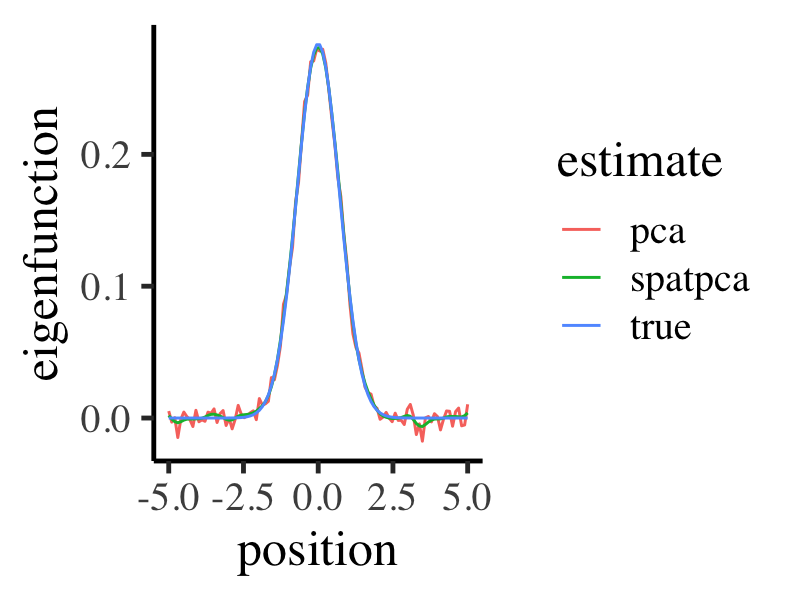 eigenfunction
0.2
0.1
0.0
-5.0 -2.5 0.0 2.5 5.0
position
estimate
pca
spatpca
true